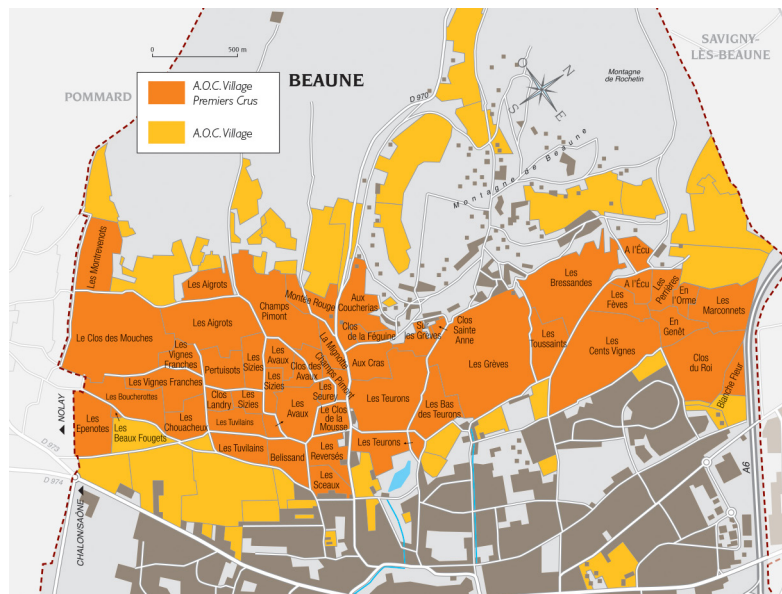 SAVIGNY-
LÈS-BEAUNE
0 500 m
N
O
E
S
A.O.C. Village
Premiers Crus
A.O.C. Village
BEAUNE
POMMARD
D 970
Montagne
de Rochetin
Montagne de Beaune
Les Montrevenots
Les Aigrots
Champs
Pimont
Montée Rouge
Aux
Coucherias
Clos
de la Féguine
Sur
les Grèves
Clos
Sainte
Anne
Les
Bressandes
A l'Écu
A l'Écu
Les
Perrières
En
l'Orme
Les
Marconnets
Les
Fèves
En
Genêt
Les
Toussaints
Les
Cents Vignes
Clos
du Roi
Blanche Fleur
Le Clos des Mouches
Les Aigrots
Les
Vignes
Franches
Pertuisots
Les
Sizies
Les
Avaux
La Mignotte
Champs Pimont
Clos des
Avaux
Aux Cras
Les Grèves
Les Vignes Franches
Les
Sizies
Les
Seurey
Les Teurons
Les Bas
des Teurons
Les Boucherottes
Clos
Landry
Les
Sizies
Les
Avaux
Le Clos
de la
Mousse
Les
Epenotes
Les
Beaux Fougets
Les
Chouacheux
Les Tuvilains
Les Tuvilains
Belissand
Les
Reversés
Les Teurons
Les
Sceaux
NOLAY
D 973
D 974
CHALON/SAÔNE
A6